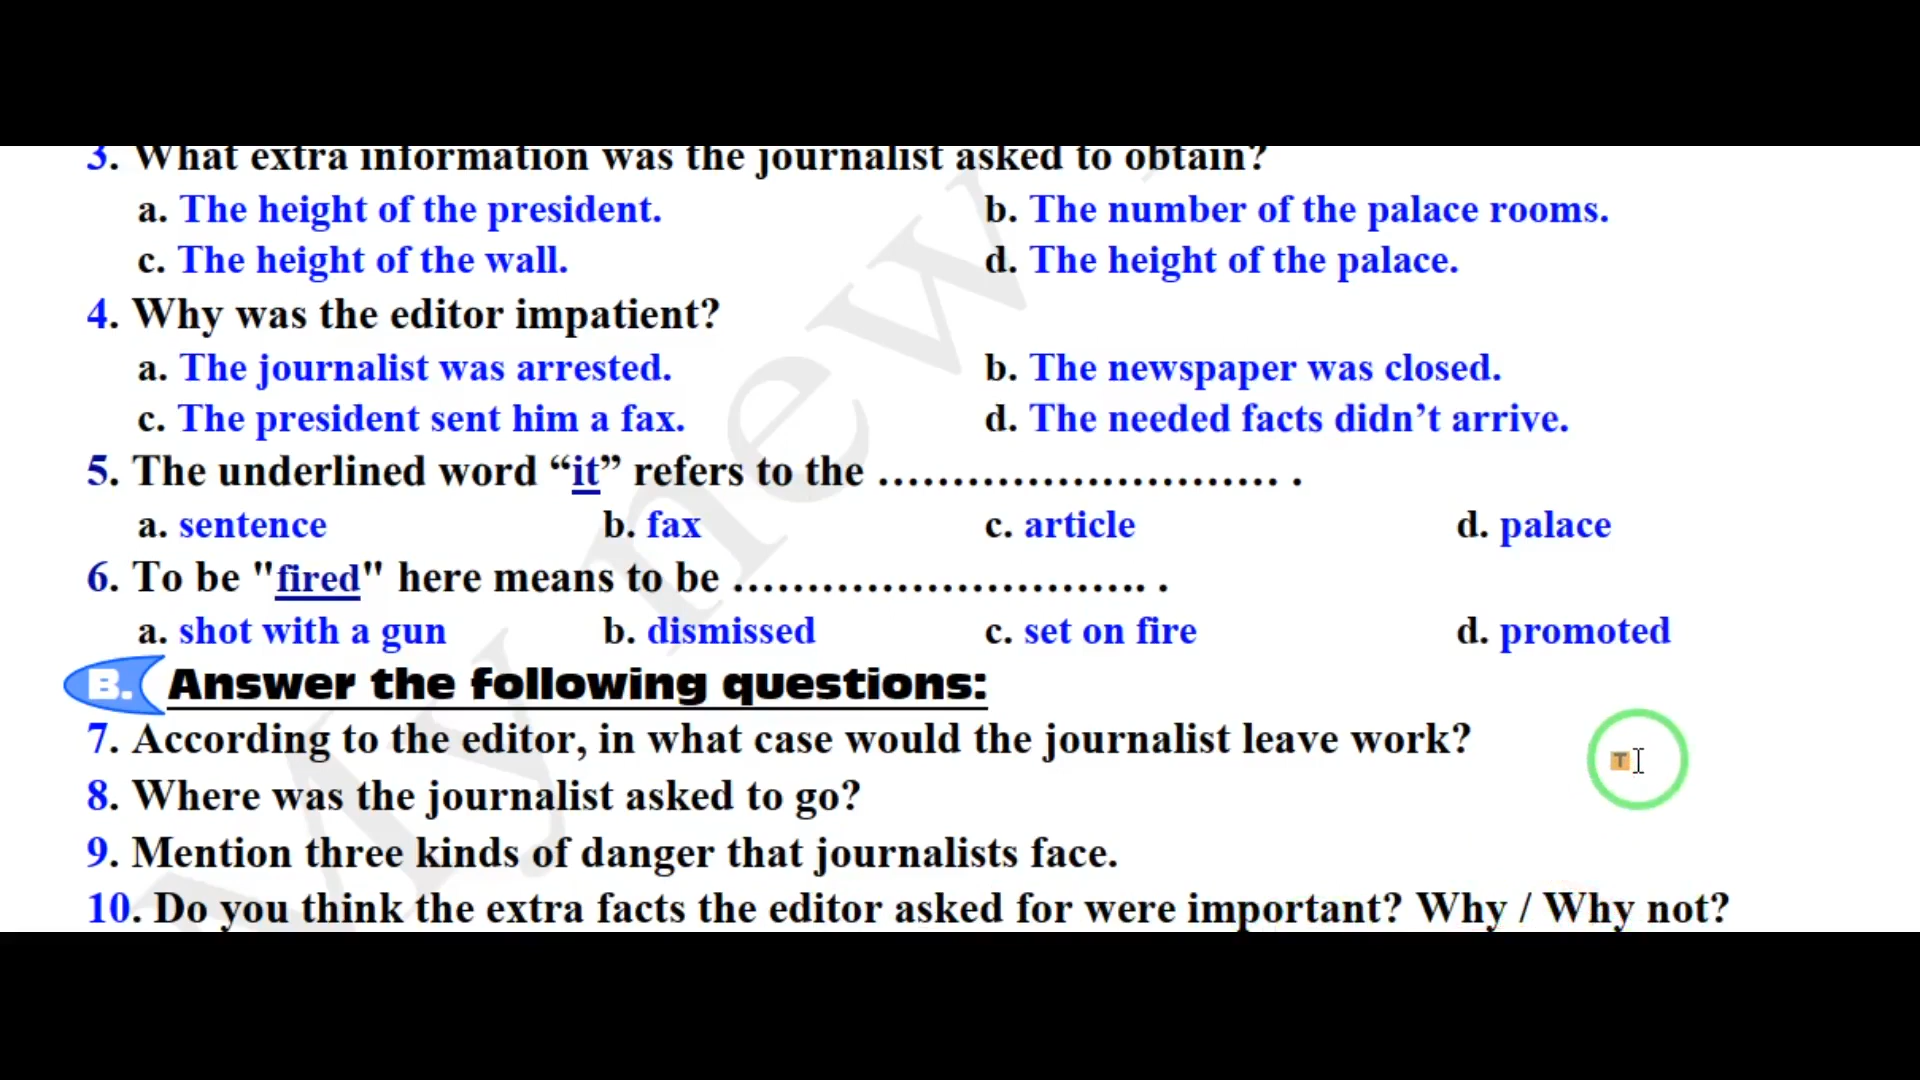 3. What extra information was the journalist asked to obtain?
a. The height of the president. b. The number of the palace rooms.
c. The height of the wall. d. The height of the palace.
4. Why was the editor impatient?
a. The journalist was arrested. b. The newspaper was closed.
c. The president sent him a fax. d. The needed facts didn’t arrive.
5. The underlined word “it” refers to the ………………………. .
a. sentence b. fax c. article d. palace
6. To be "fired" here means to be ……………………….. .
a. shot with a gun b. dismissed c. set on fire d. promoted
B. Answer the following questions:
7. According to the editor, in what case would the journalist leave work?
8. Where was the journalist asked to go?
9. Mention three kinds of danger that journalists face.
10. Do you think the extra facts the editor asked for were important? Why / Why not?
My new
T